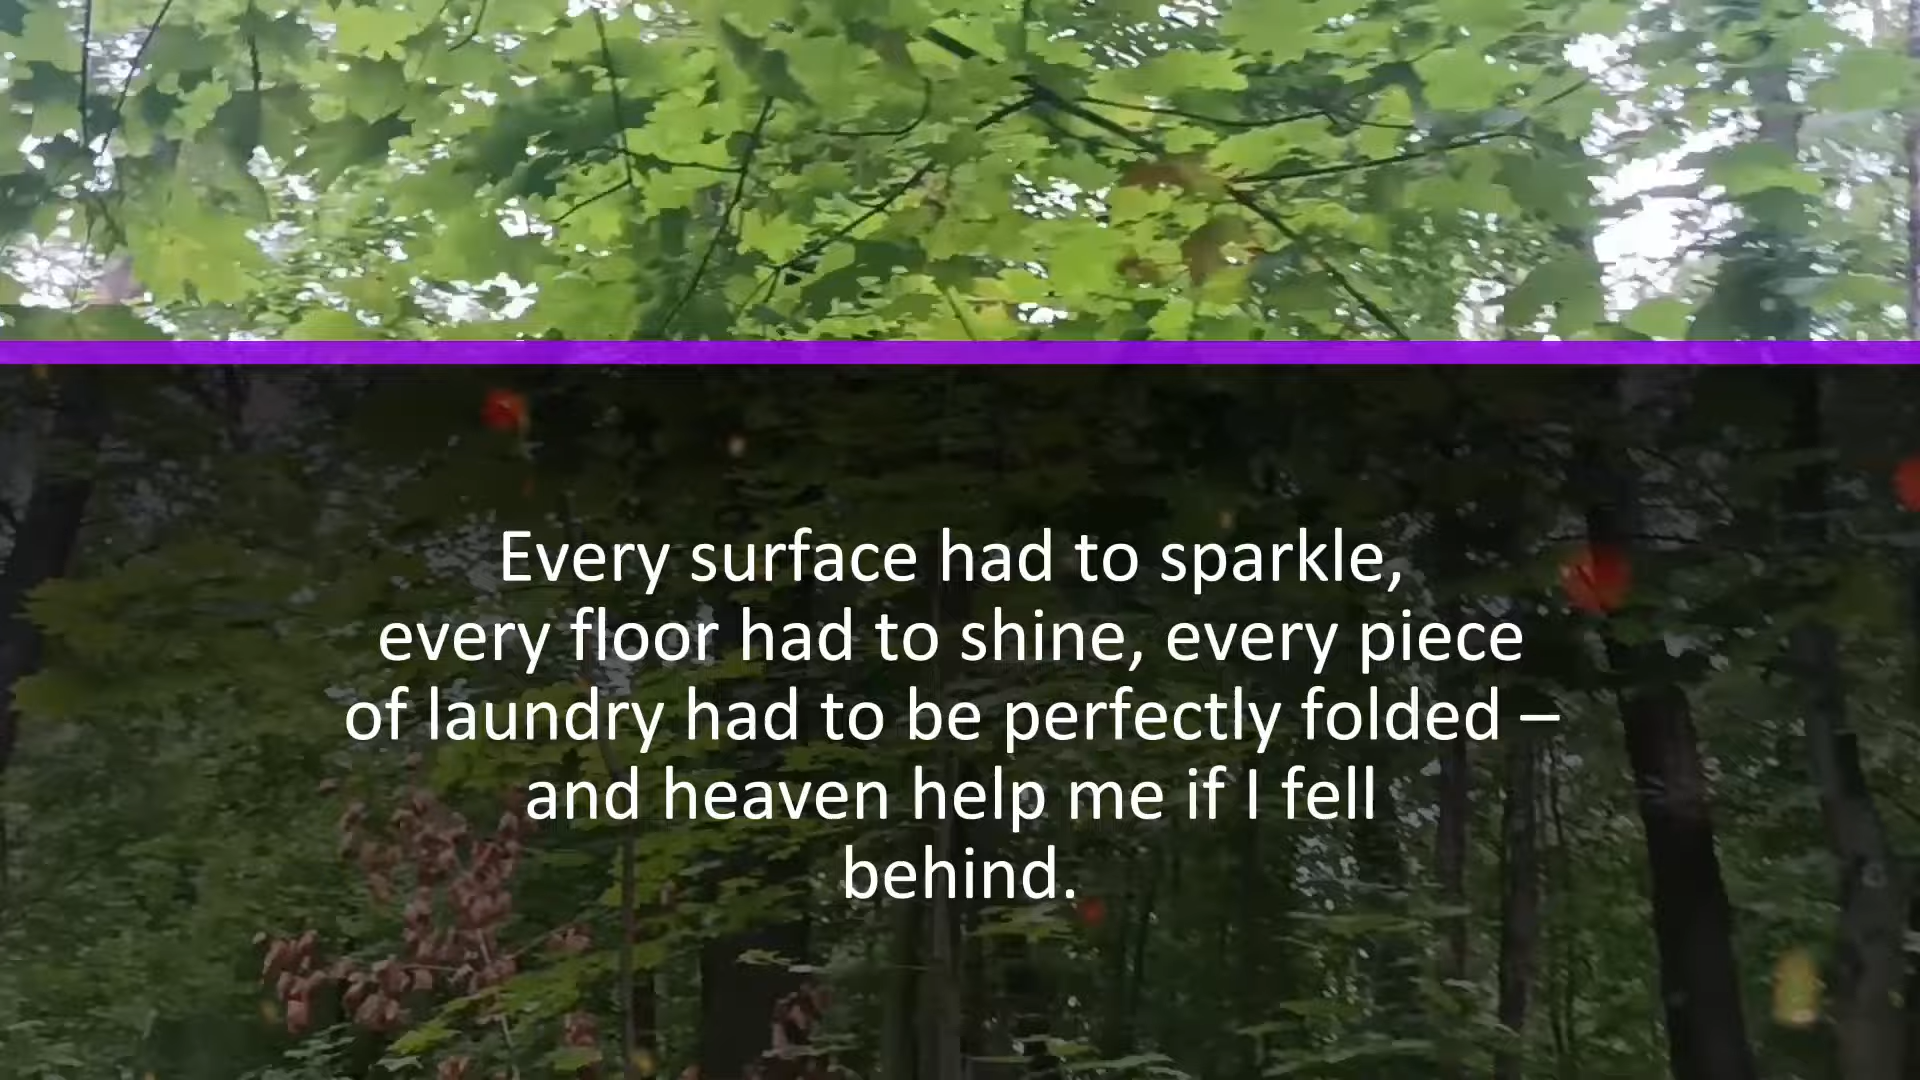 Every surface had to sparkle,
every floor had to shine, every piece
of laundry had to be perfectly folded –
and heaven help me if I fell
behind.